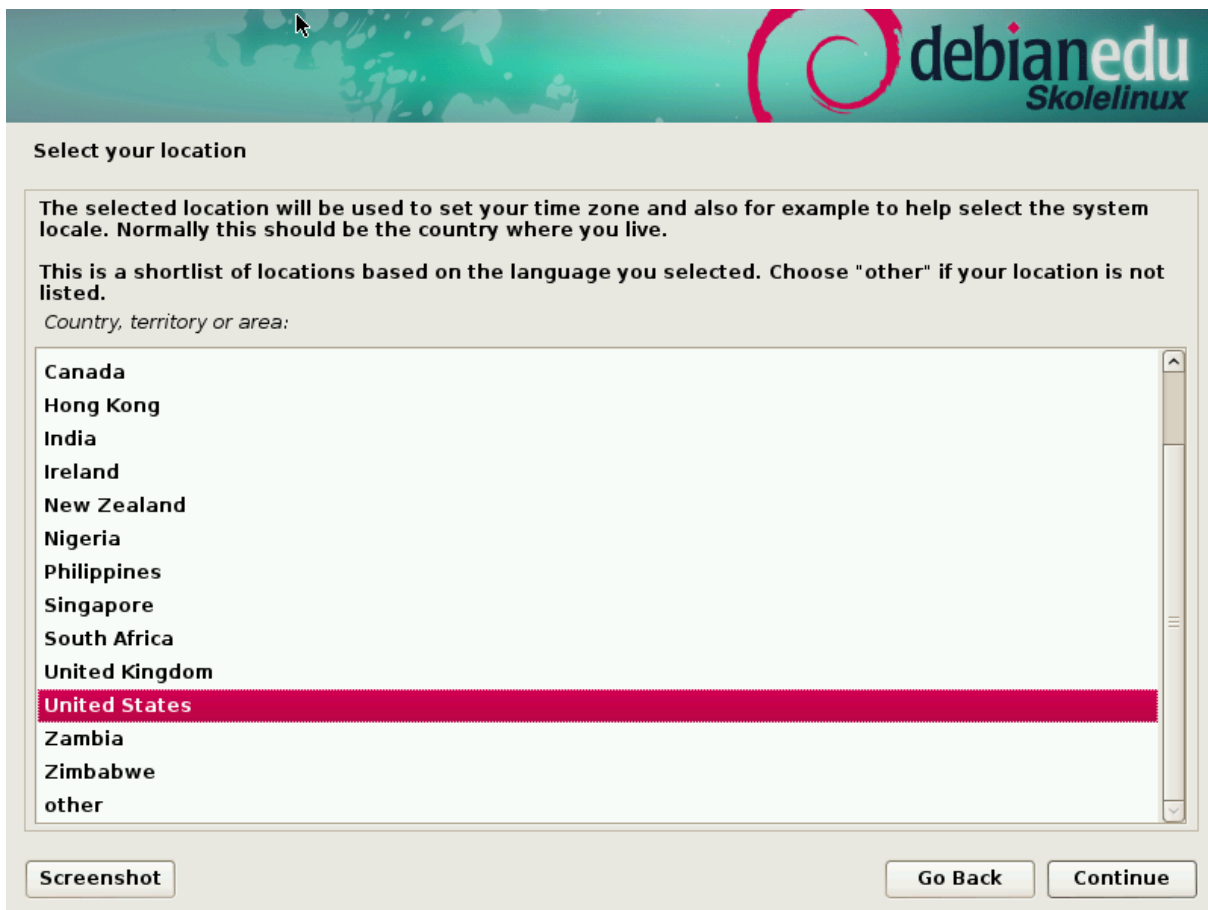 debianedu
Skolelinux
Select your location
The selected location will be used to set your time zone and also for example to help select the system
locale. Normally this should be the country where you live.
This is a shortlist of locations based on the language you selected. Choose "other" if your location is not
listed.
Country, territory or area:
Canada
Hong Kong
India
Ireland
New Zealand
Nigeria
Philippines
Singapore
South Africa
United Kingdom
United States
Zambia
Zimbabwe
other
Screenshot Go Back Continue